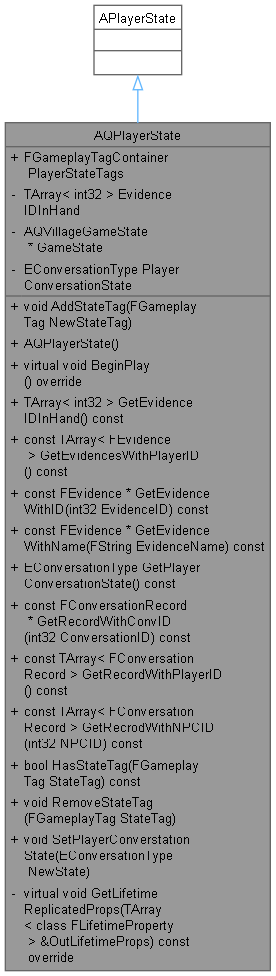 APlayerState
AQPlayerState
+ FGameplayTagContainer
PlayerStateTags
- TArray< int32 > Evidence
IDInHand
- AQVillageGameState
* GameState
- EConversationType Player
ConversationState
+ void AddStateTag(FGameplay
Tag NewStateTag)
+ AQPlayerState()
+ virtual void BeginPlay
() override
+ TArray< int32 > GetEvidence
IDInHand() const
+ const TArray< FEvidence
> GetEvidencesWithPlayerID
() const
+ const FEvidence * GetEvidence
WithID(int32 EvidenceID) const
+ const FEvidence * GetEvidence
WithName(FString EvidenceName) const
+ EConversationType GetPlayer
ConversationState() const
+ const FConversationRecord
* GetRecordWithConvID
(int32 ConversationID) const
+ const TArray< FConversation
Record > GetRecordWithPlayerID
() const
+ const TArray< FConversation
Record > GetRecrodWithNPCID
(int32 NPCID) const
+ bool HasStateTag(FGameplay
Tag StateTag) const
+ void RemoveStateTag
(FGameplayTag StateTag)
+ void SetPlayerConverstation
State(EConversationType
NewState)
- virtual void GetLifetime
ReplicatedProps(TArray
< class FLifetimeProperty
> &OutLifetimeProps) const
override